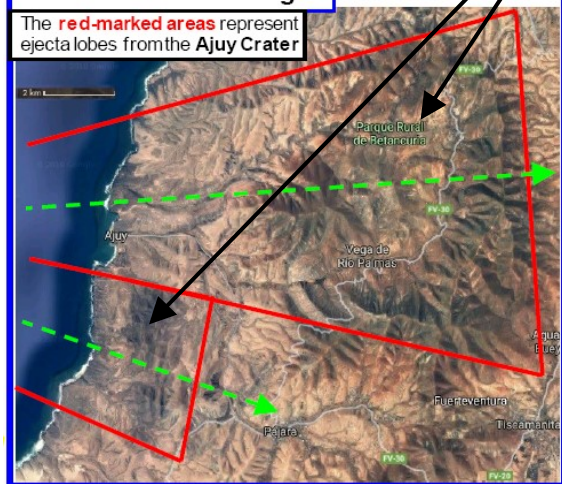 The red-marked areas represent
ejecta lobes from the Ajuy Crater
2 km
FV-30
Parque Rural
de Betancuria
FV-30
Ajuy
Vega de
Río Palmas
Agua
Buey
Fuerteventura
Tiscamanita
Pájara
FV-30
FV-20